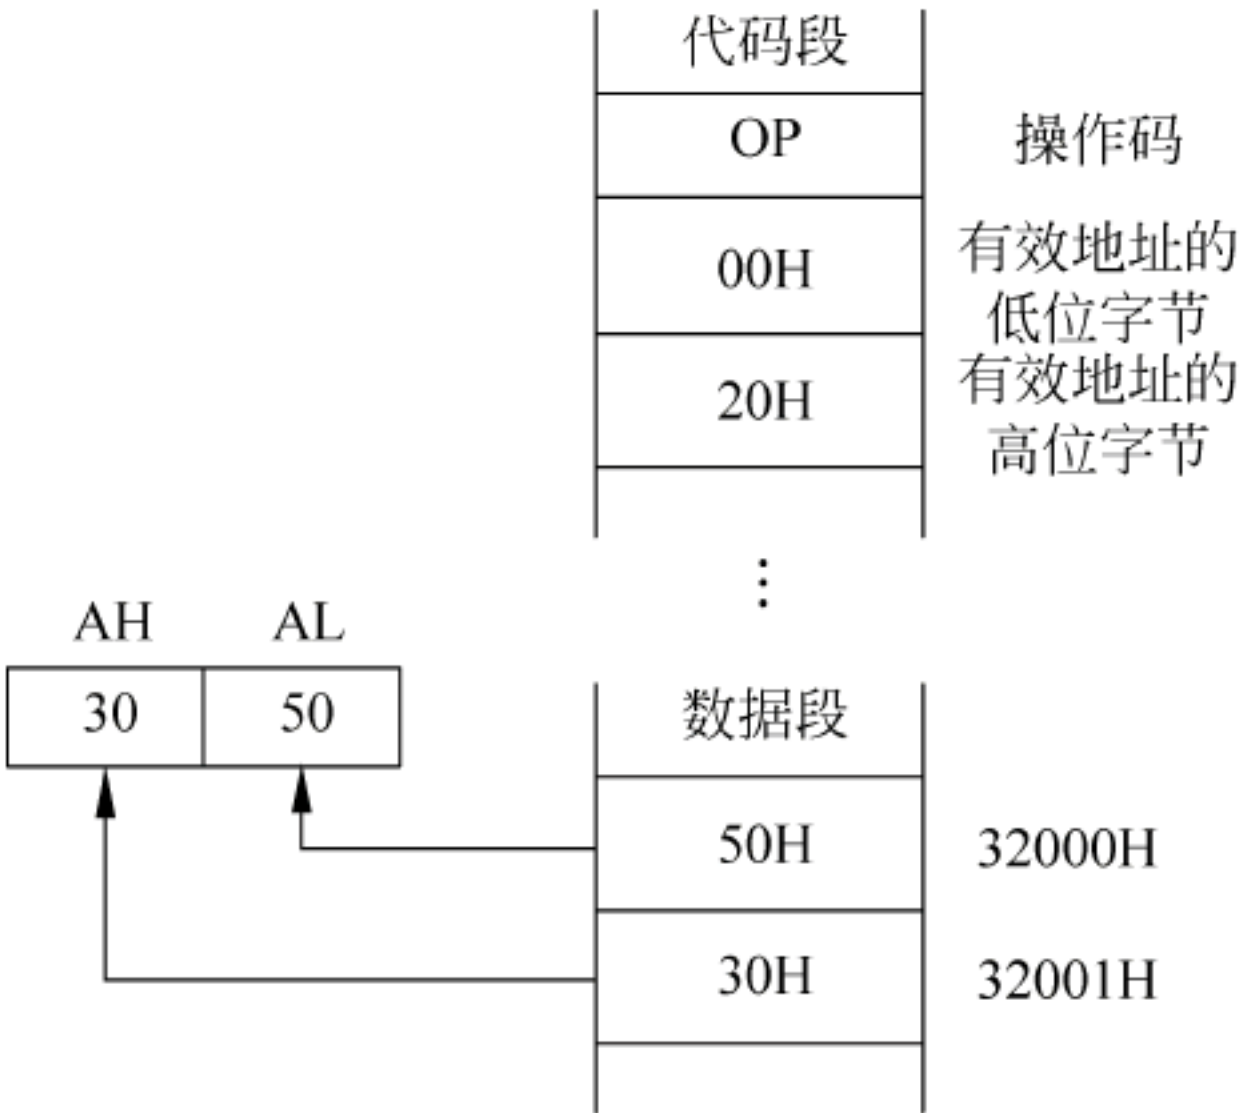 代码段
OP
操作码
00H
有效地址的
低位字节
20H
有效地址的
高位字节
⋮
AH AL
30 50
数据段
50H 32000H
30H 32001H